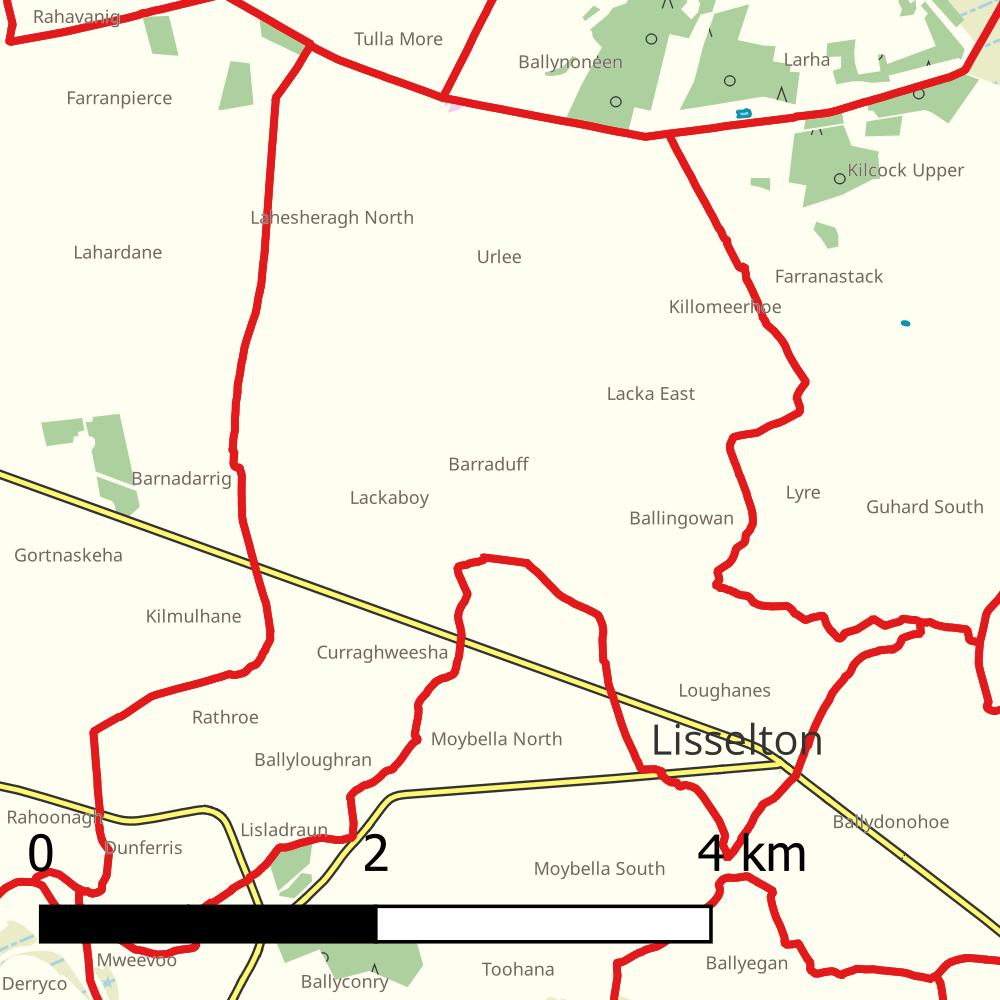 Rahavanig
Tulla More
Ballynoneen
Larha
Farranpierce
Kilcock Upper
Lahesheragh North
Lahardane
Urlee
Farranastack
Killomeerhoe
Lacka East
Barraduff
Barnadarrig
Lackaboy
Lyre
Guhard South
Ballingowan
Gortnaskeha
Kilmulhane
Curraghweesha
Loughanes
Rathroe
Moybella North
Lisselton
Ballyloughran
Rahoonagh
Lisladraun
Ballydonohoe
Dunferris
0 2 4 km
Moybella South
Mweevoo
Toohana
Ballyegan
Derryco
Ballyconry